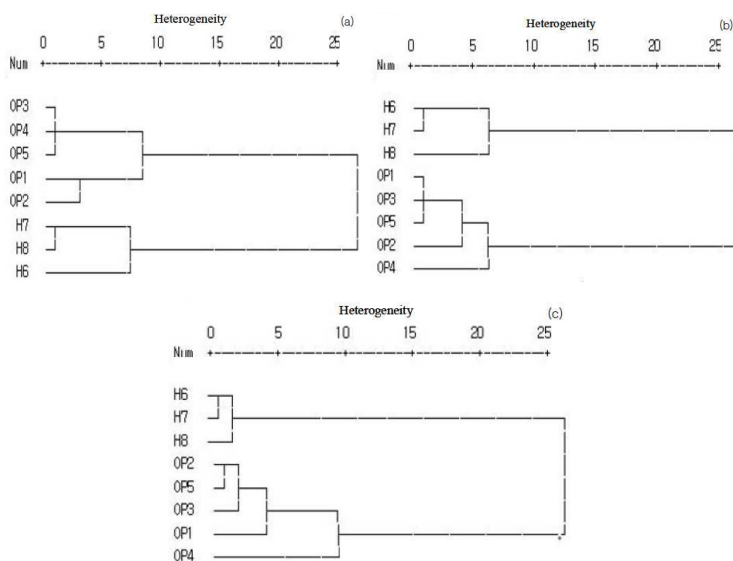 Heterogeneity (a)
0 5 10 15 20 25
Num
OP3
OP4
OP5
OP1
OP2
H7
H8
H6
Heterogeneity (b)
0 5 10 15 20 25
Num
H6
H7
H8
OP1
OP3
OP5
OP2
OP4
Heterogeneity (c)
0 5 10 15 20 25
Num
H6
H7
H8
OP2
OP5
OP3
OP1
OP4